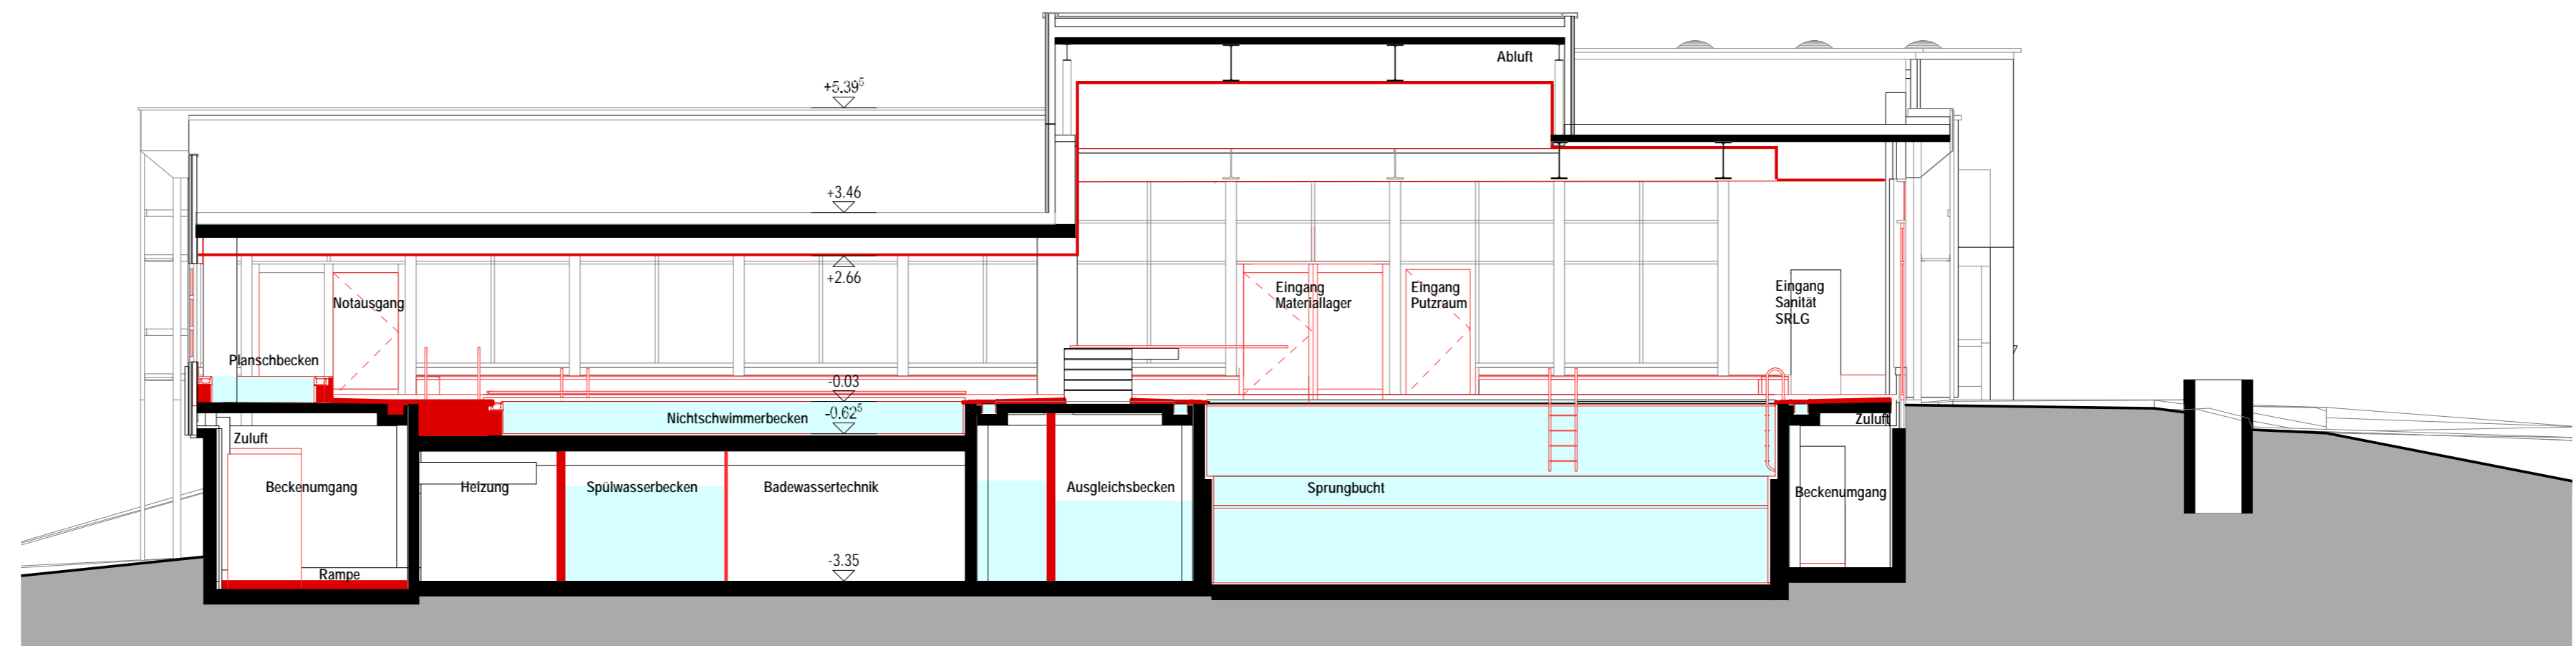 Abluft
+5.39⁵
+3.46
+2.66
Notausgang
Eingang
Materiallager
Eingang
Putzraum
Eingang
Sanität
SRLG
7
Planschbecken
-0.03
-0.62⁵
Nichtschwimmerbecken
Zuluft
Zuluft
Beckenumgang
Heizung
Spülwasserbecken
Badewassertechnik
Ausgleichsbecken
Sprungbucht
Beckenumgang
-3.35
Rampe